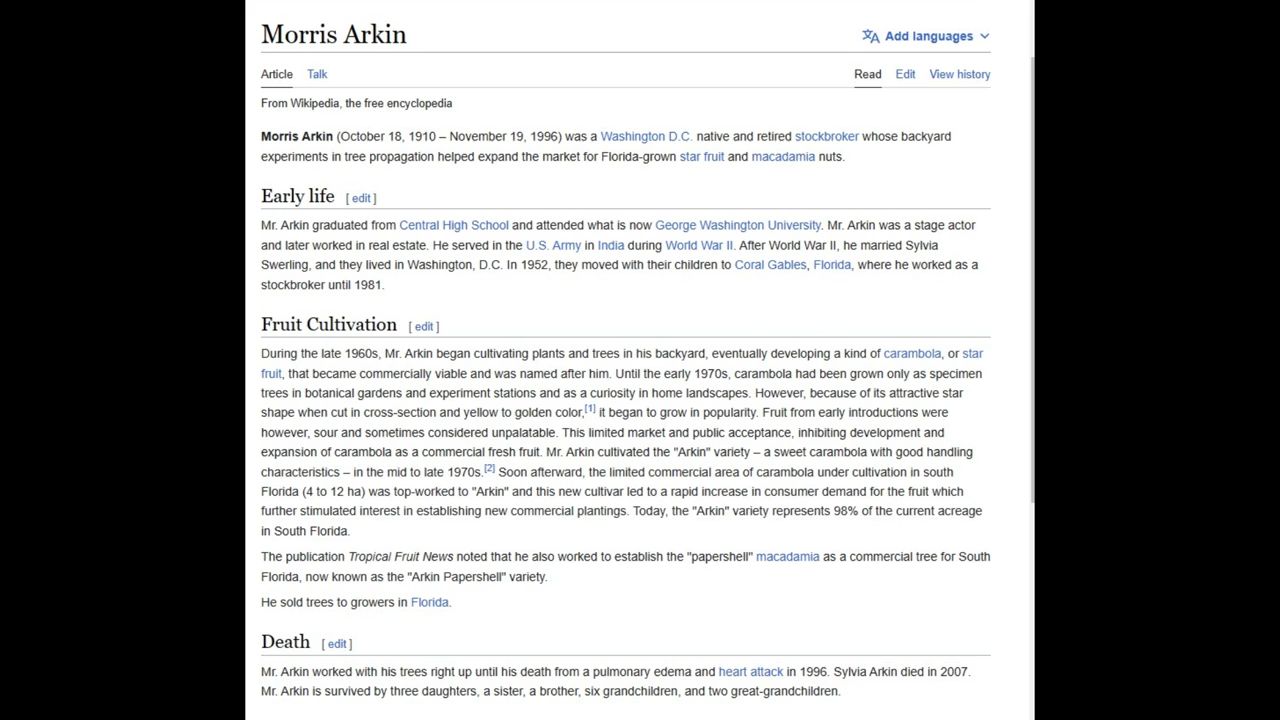 Morris Arkin
Add languages
Article Talk Read Edit View history
From Wikipedia, the free encyclopedia
Morris Arkin (October 18, 1910 – November 19, 1996) was a Washington D.C. native and retired stockbroker whose backyard
experiments in tree propagation helped expand the market for Florida-grown star fruit and macadamia nuts.
Early life [ edit ]
Mr. Arkin graduated from Central High School and attended what is now George Washington University. Mr. Arkin was a stage actor
and later worked in real estate. He served in the U.S. Army in India during World War II. After World War II, he married Sylvia
Swerling, and they lived in Washington, D.C. In 1952, they moved with their children to Coral Gables, Florida, where he worked as a
stockbroker until 1981.
Fruit Cultivation [ edit ]
During the late 1960s, Mr. Arkin began cultivating plants and trees in his backyard, eventually developing a kind of carambola, or star
fruit, that became commercially viable and was named after him. Until the early 1970s, carambola had been grown only as specimen
trees in botanical gardens and experiment stations and as a curiosity in home landscapes. However, because of its attractive star
shape when cut in cross-section and yellow to golden color,[1] it began to grow in popularity. Fruit from early introductions were
however, sour and sometimes considered unpalatable. This limited market and public acceptance, inhibiting development and
expansion of carambola as a commercial fresh fruit. Mr. Arkin cultivated the "Arkin" variety – a sweet carambola with good handling
characteristics – in the mid to late 1970s.[2] Soon afterward, the limited commercial area of carambola under cultivation in south
Florida (4 to 12 ha) was top-worked to "Arkin" and this new cultivar led to a rapid increase in consumer demand for the fruit which
further stimulated interest in establishing new commercial plantings. Today, the "Arkin" variety represents 98% of the current acreage
in South Florida.
The publication Tropical Fruit News noted that he also worked to establish the "papershell" macadamia as a commercial tree for South
Florida, now known as the "Arkin Papershell" variety.
He sold trees to growers in Florida.
Death [ edit ]
Mr. Arkin worked with his trees right up until his death from a pulmonary edema and heart attack in 1996. Sylvia Arkin died in 2007.
Mr. Arkin is survived by three daughters, a sister, a brother, six grandchildren, and two great-grandchildren.